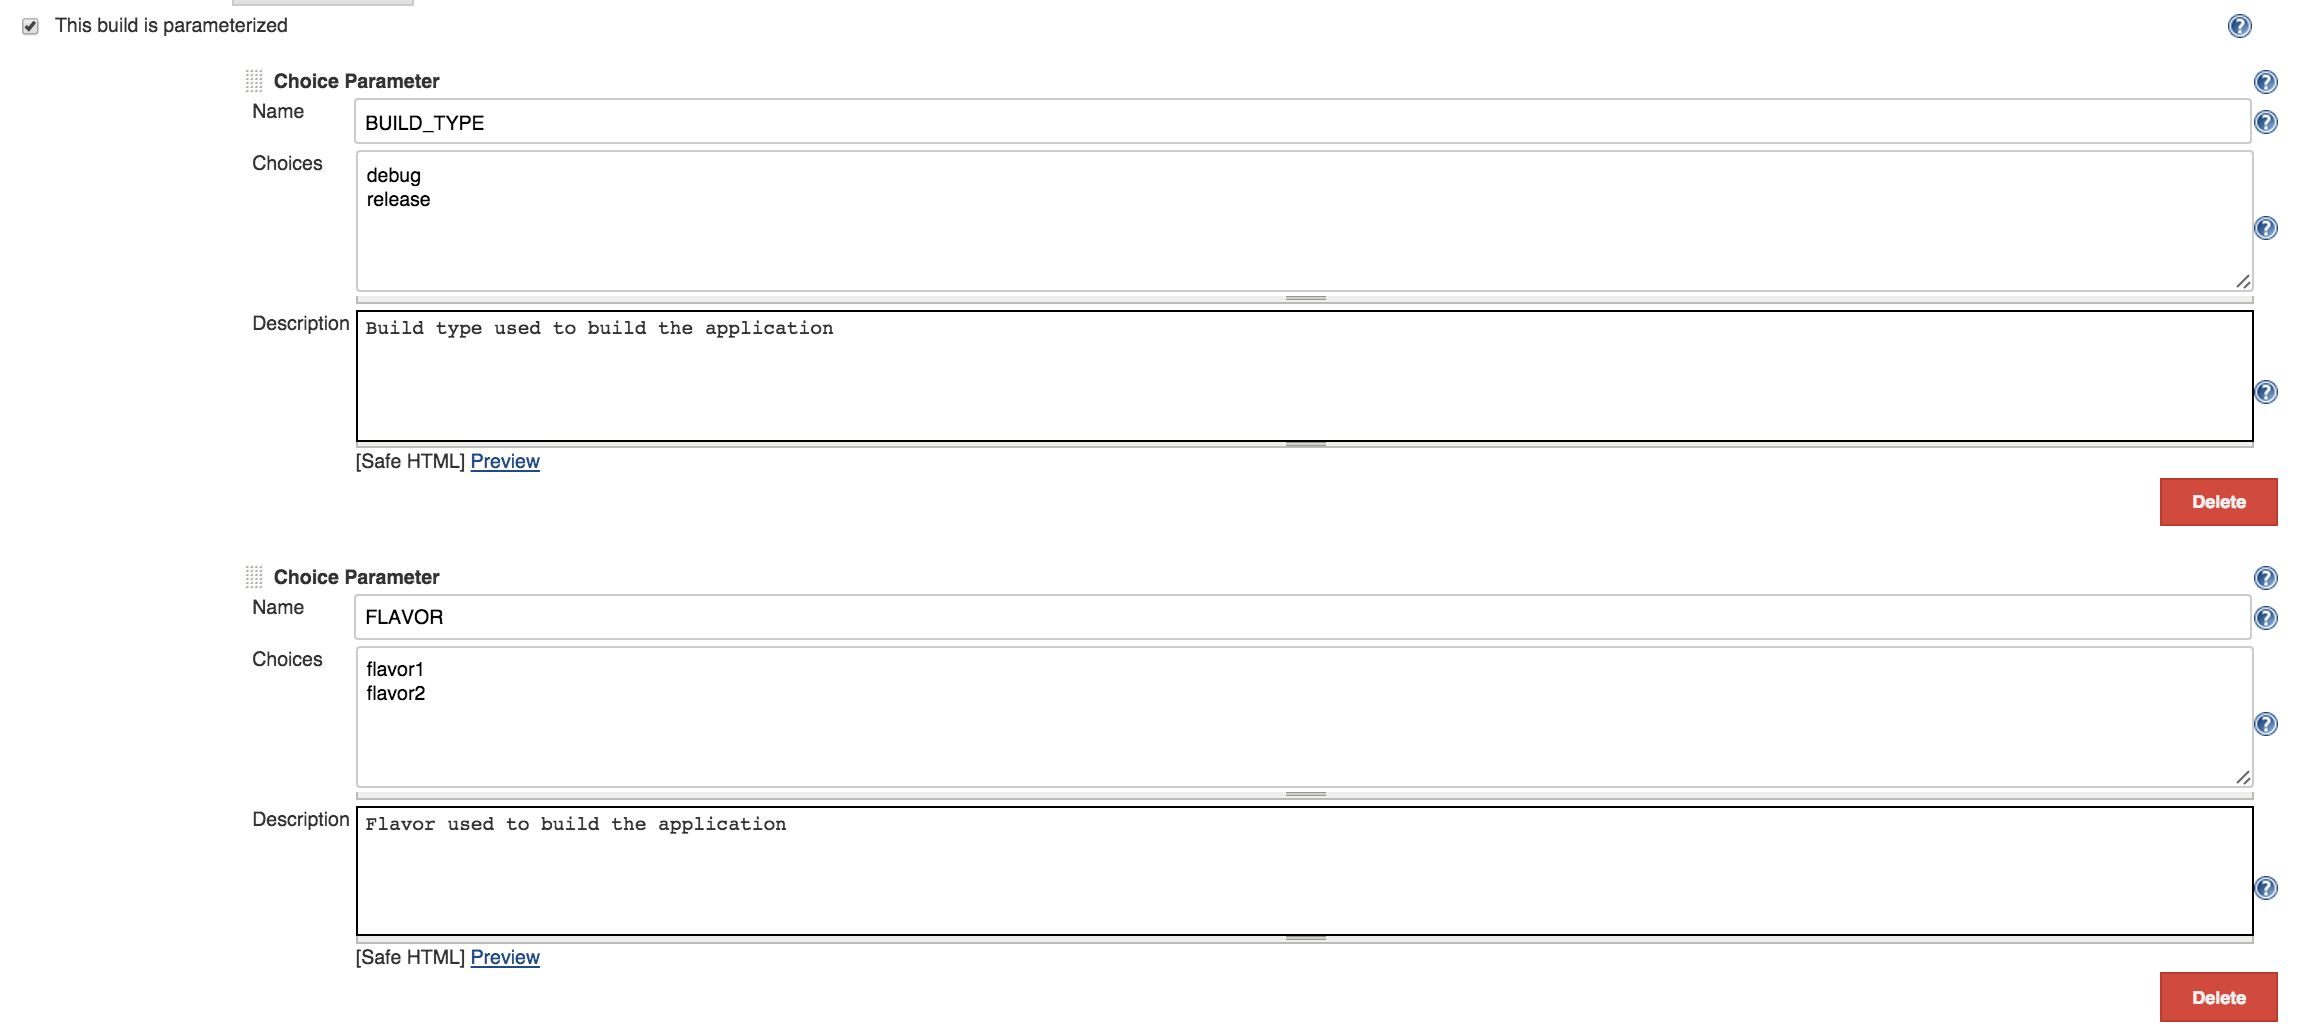 This build is parameterized
?
Choice Parameter
?
Name
BUILD_TYPE
?
Choices
debug
release
?
Description
Build type used to build the application
?
[Safe HTML] Preview
Delete
Choice Parameter
?
Name
FLAVOR
?
Choices
flavor1
flavor2
?
Description
Flavor used to build the application
?
[Safe HTML] Preview
Delete